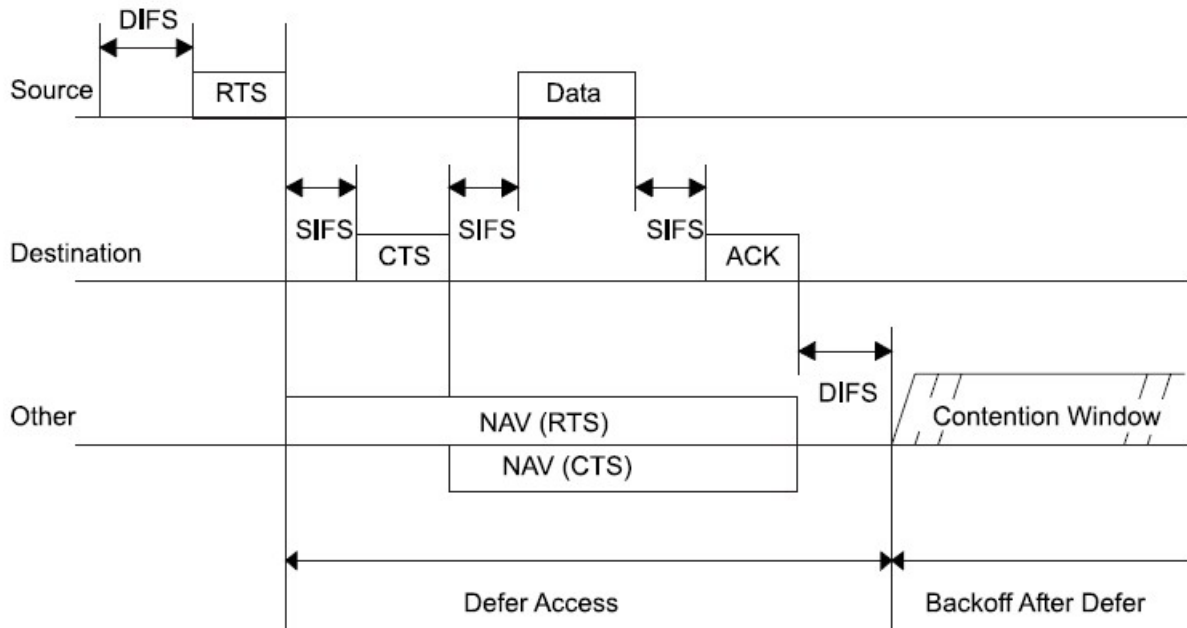 DIFS
Source
RTS
Data
SIFS
SIFS
SIFS
Destination
CTS
ACK
DIFS
Other
NAV (RTS)
Contention Window
NAV (CTS)
Defer Access
Backoff After Defer